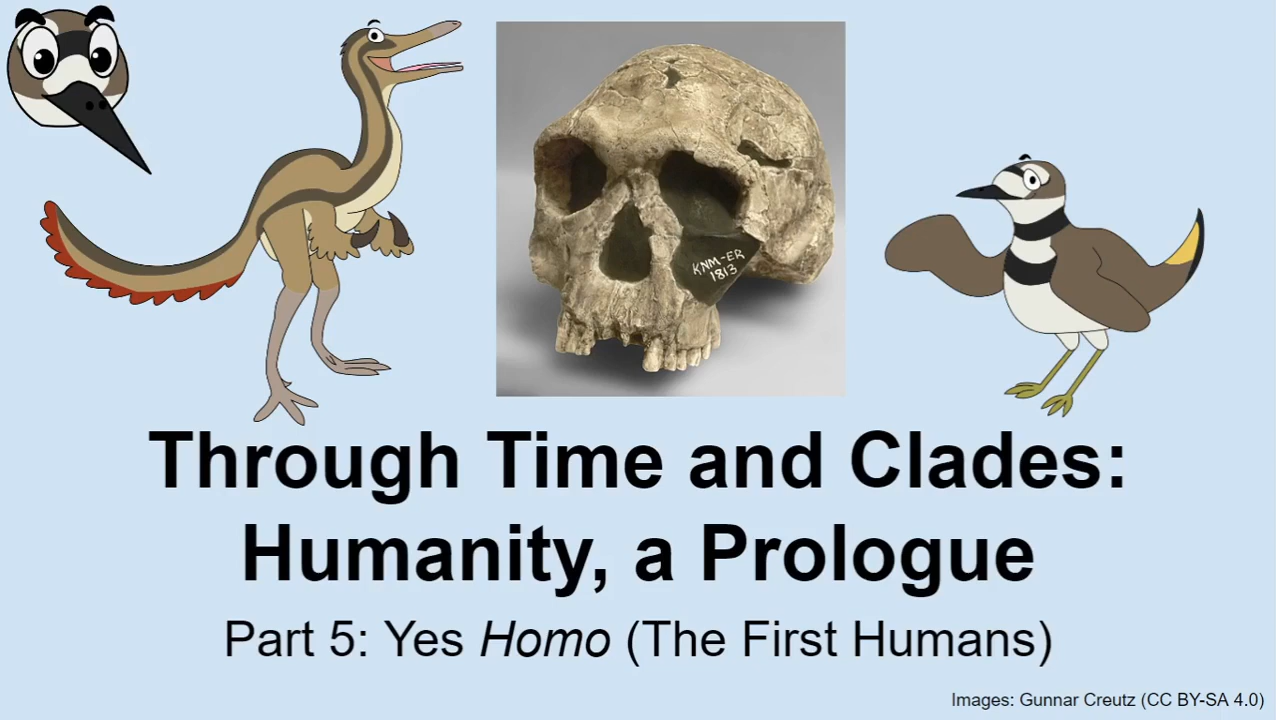 KNM-ER
1813
Through Time and Clades:
Humanity, a Prologue
Part 5: Yes Homo (The First Humans)
Images: Gunnar Creutz (CC BY-SA 4.0)